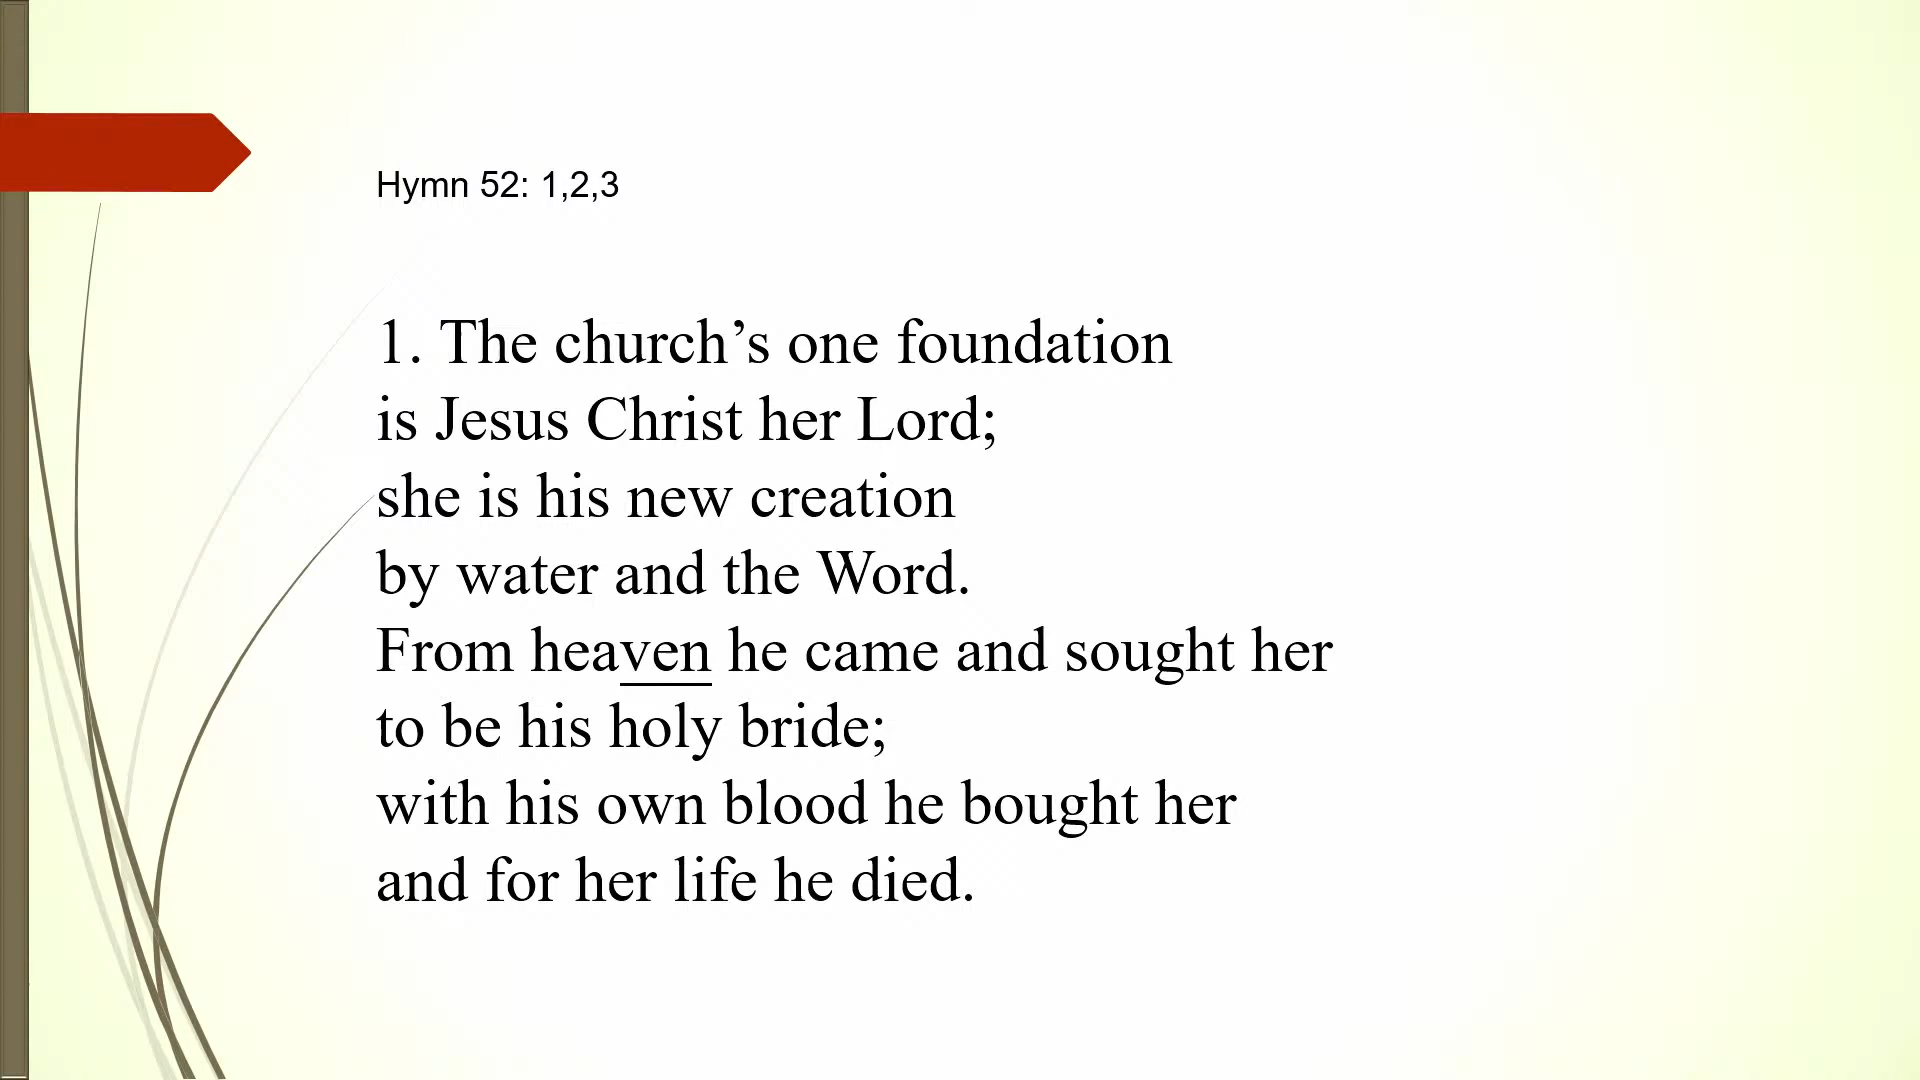 Hymn 52: 1,2,3
1. The church’s one foundation
is Jesus Christ her Lord;
she is his new creation
by water and the Word.
From heaven he came and sought her
to be his holy bride;
with his own blood he bought her
and for her life he died.